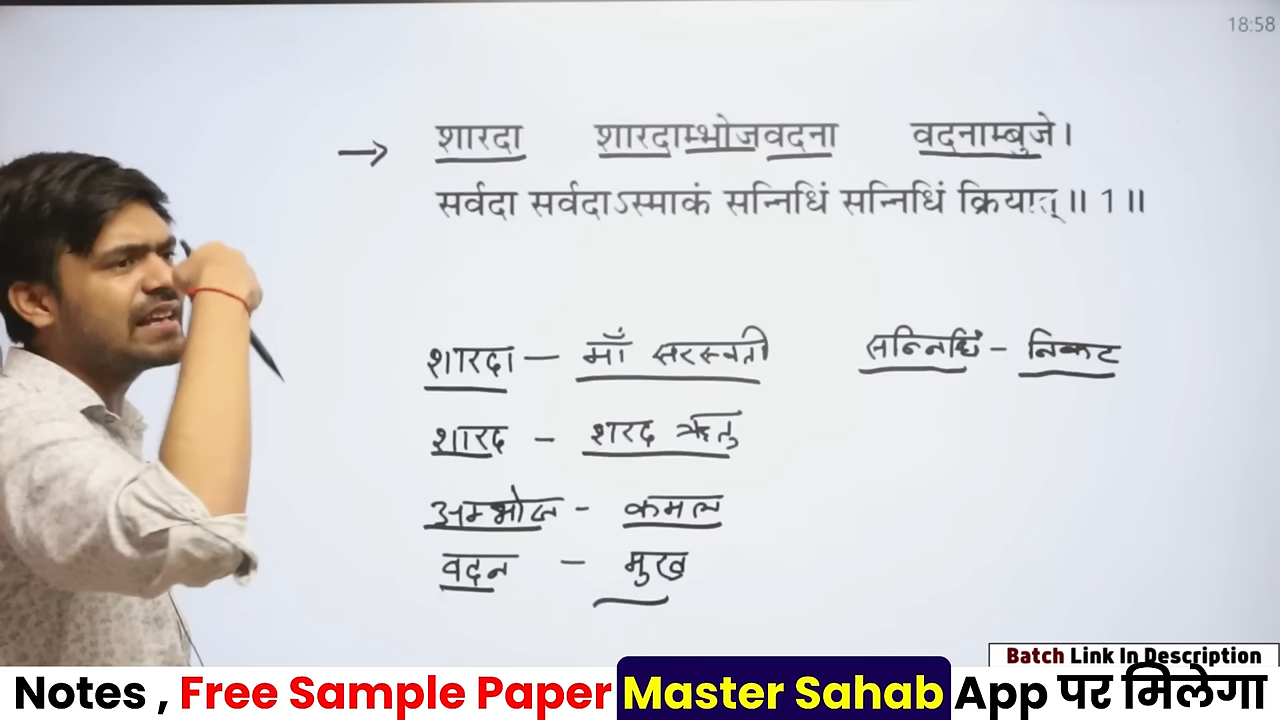 18:58
→ शारदा शारदाम्भोजवदना वदनाम्बुजे।
सर्वदा सर्वदाऽस्माकं सन्निधिं सन्निधिं क्रियात्॥ 1॥
शारदा — माँ सरस्वती
सन्निधिं - निकट
शारद - शरद ऋतु
अम्भोज - कमल
वदन - मुख
Batch Link In Description
Notes , Free Sample Paper Master Sahab App पर मिलेगा